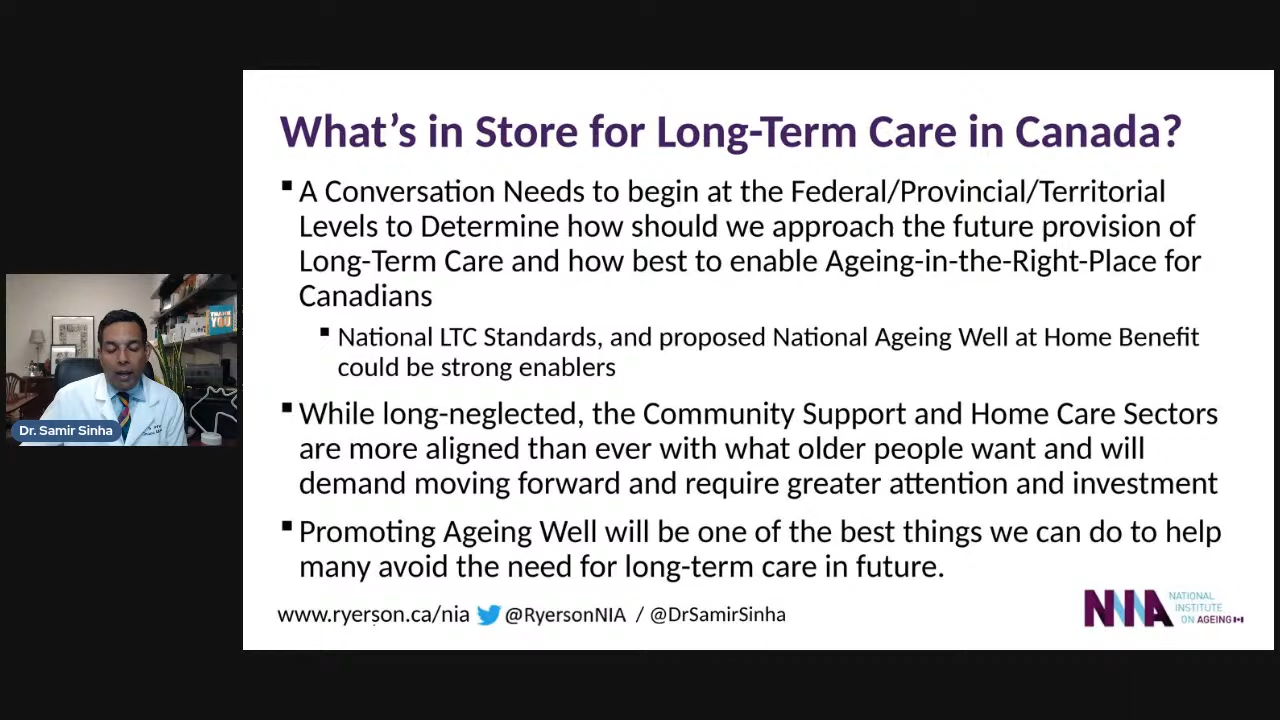 What's in Store for Long-Term Care in Canada?
▪ A Conversation Needs to begin at the Federal/Provincial/Territorial
Levels to Determine how should we approach the future provision of
Long-Term Care and how best to enable Ageing-in-the-Right-Place for
Canadians
▪ National LTC Standards, and proposed National Ageing Well at Home Benefit
could be strong enablers
▪ While long-neglected, the Community Support and Home Care Sectors
are more aligned than ever with what older people want and will
demand moving forward and require greater attention and investment
▪ Promoting Ageing Well will be one of the best things we can do to help
many avoid the need for long-term care in future.
www.ryerson.ca/nia @RyersonNIA / @DrSamirSinha
NIA NATIONAL
INSTITUTE
ON AGEING
THANK
YOU
Dr. Samir Sinha